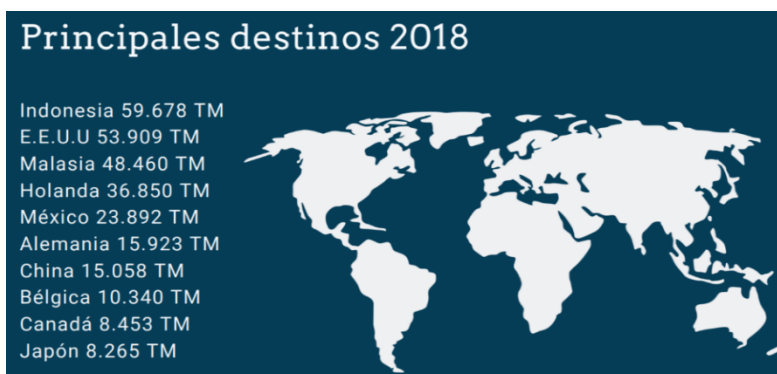 Principales destinos 2018
Indonesia 59.678 TM
E.E.U.U 53.909 TM
Malasia 48.460 TM
Holanda 36.850 TM
México 23.892 TM
Alemania 15.923 TM
China 15.058 TM
Bélgica 10.340 TM
Canadá 8.453 TM
Japón 8.265 TM